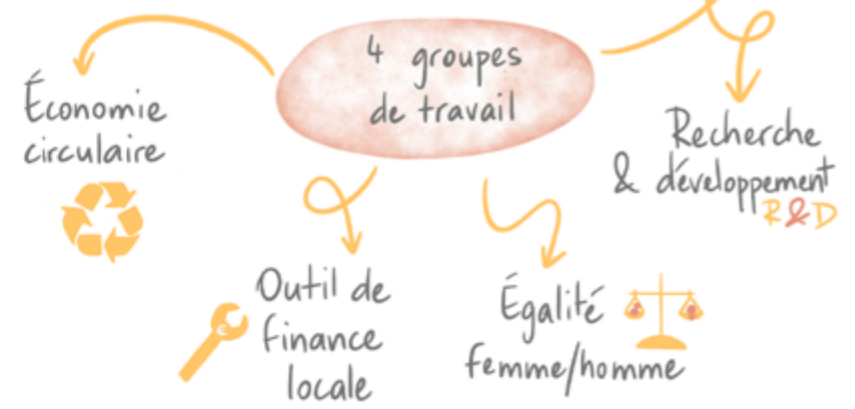 4 groupes
de travail
Économie
circulaire
Outil de
finance
locale
Égalité
femme/homme
Recherche
& développement
R&D